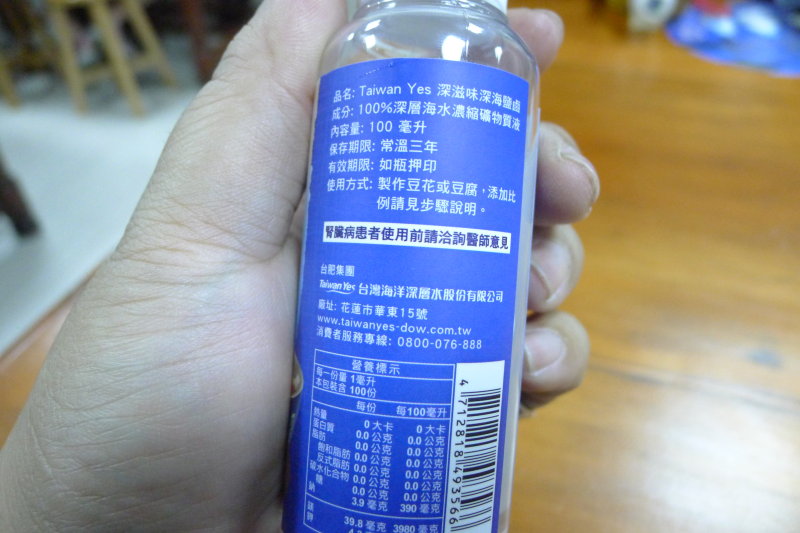 品名: Taiwan Yes 深滋味深海鹽鹵
成分: 100%深層海水濃縮礦物質液
內容量: 100 毫升
保存期限: 常溫三年
有效期限: 如瓶押印
使用方式: 製作豆花或豆腐，添加比
例請見步驟說明。
腎臟病患者使用前請洽詢醫師意見
台肥集團
Taiwan Yes 台灣海洋深層水股份有限公司
廠址: 花蓮市華東15號
www.taiwanyes-dow.com.tw
消費者服務專線: 0800-076-888
營養標示
每一份量 1毫升
本包裝含 100份
每份 每100毫升
熱量 0 大卡 0 大卡
蛋白質 0.0 公克 0.0 公克
脂肪 0.0 公克 0.0 公克
飽和脂肪 0.0 公克 0.0 公克
反式脂肪 0.0 公克 0.0 公克
碳水化合物 0.0 公克 0.0 公克
糖 0.0 公克 0.0 公克
鈉 3.9 毫克 390 毫克
鎂 39.8 毫克 3980 毫克
鉀
4 712818 493566